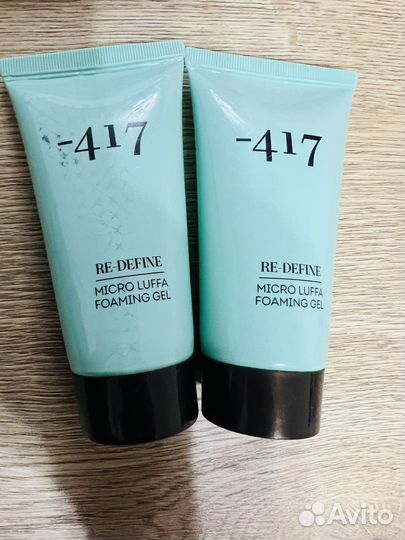 -417
RE-DEFINE
MICRO LUFFA
FOAMING GEL
-417
RE-DEFINE
MICRO LUFFA
FOAMING GEL
Avito